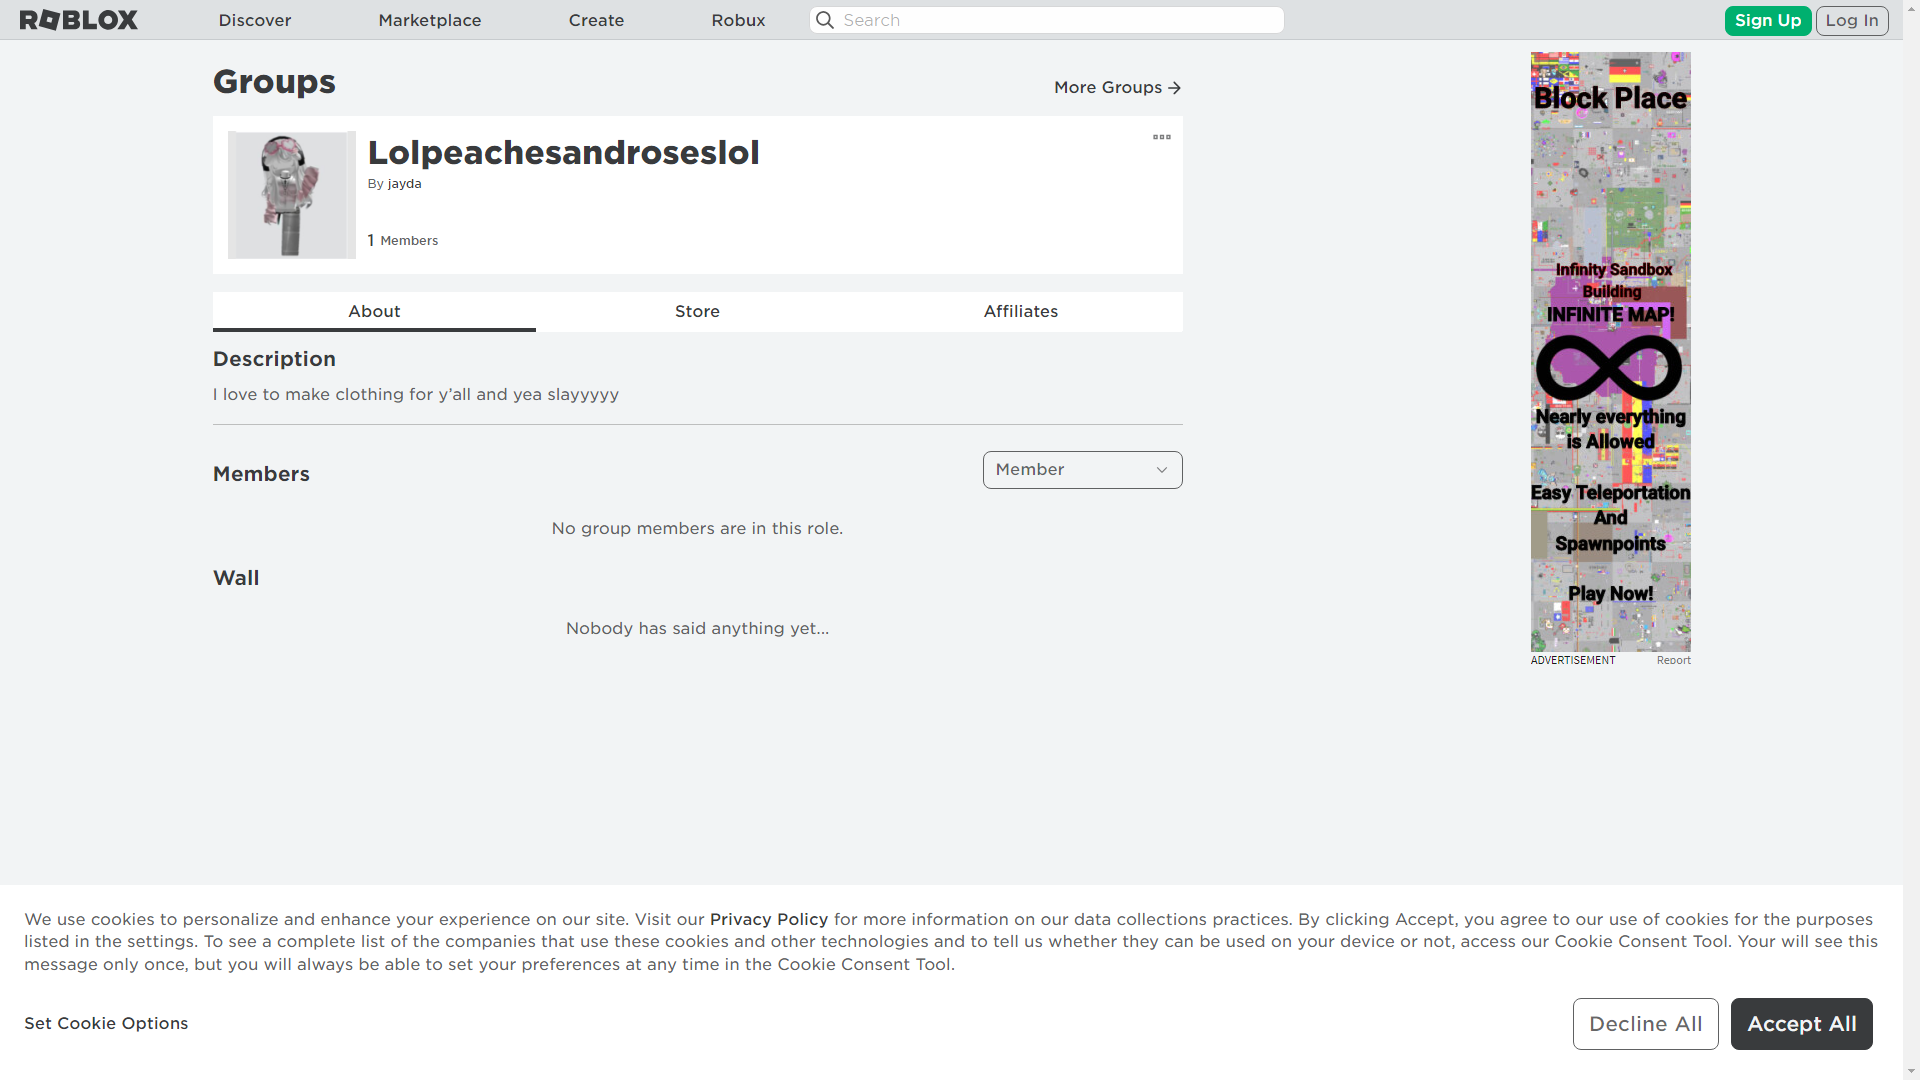 ROBLOX Discover Marketplace Create Robux Search Sign Up Log In
Groups
More Groups
Lolpeachesandroseslol
By jayda
1 Members
About Store Affiliates
Description
I love to make clothing for y’all and yea slayyyyy
Members
Member
No group members are in this role.
Wall
Nobody has said anything yet...
Block Place
Infinity Sandbox
Building
INFINITE MAP!
Nearly everything
is Allowed
Easy Teleportation
And
Spawnpoints
Play Now!
ADVERTISEMENT Report
We use cookies to personalize and enhance your experience on our site. Visit our Privacy Policy for more information on our data collections practices. By clicking Accept, you agree to our use of cookies for the purposes
listed in the settings. To see a complete list of the companies that use these cookies and other technologies and to tell us whether they can be used on your device or not, access our Cookie Consent Tool. Your will see this
message only once, but you will always be able to set your preferences at any time in the Cookie Consent Tool.
Set Cookie Options
Decline All
Accept All